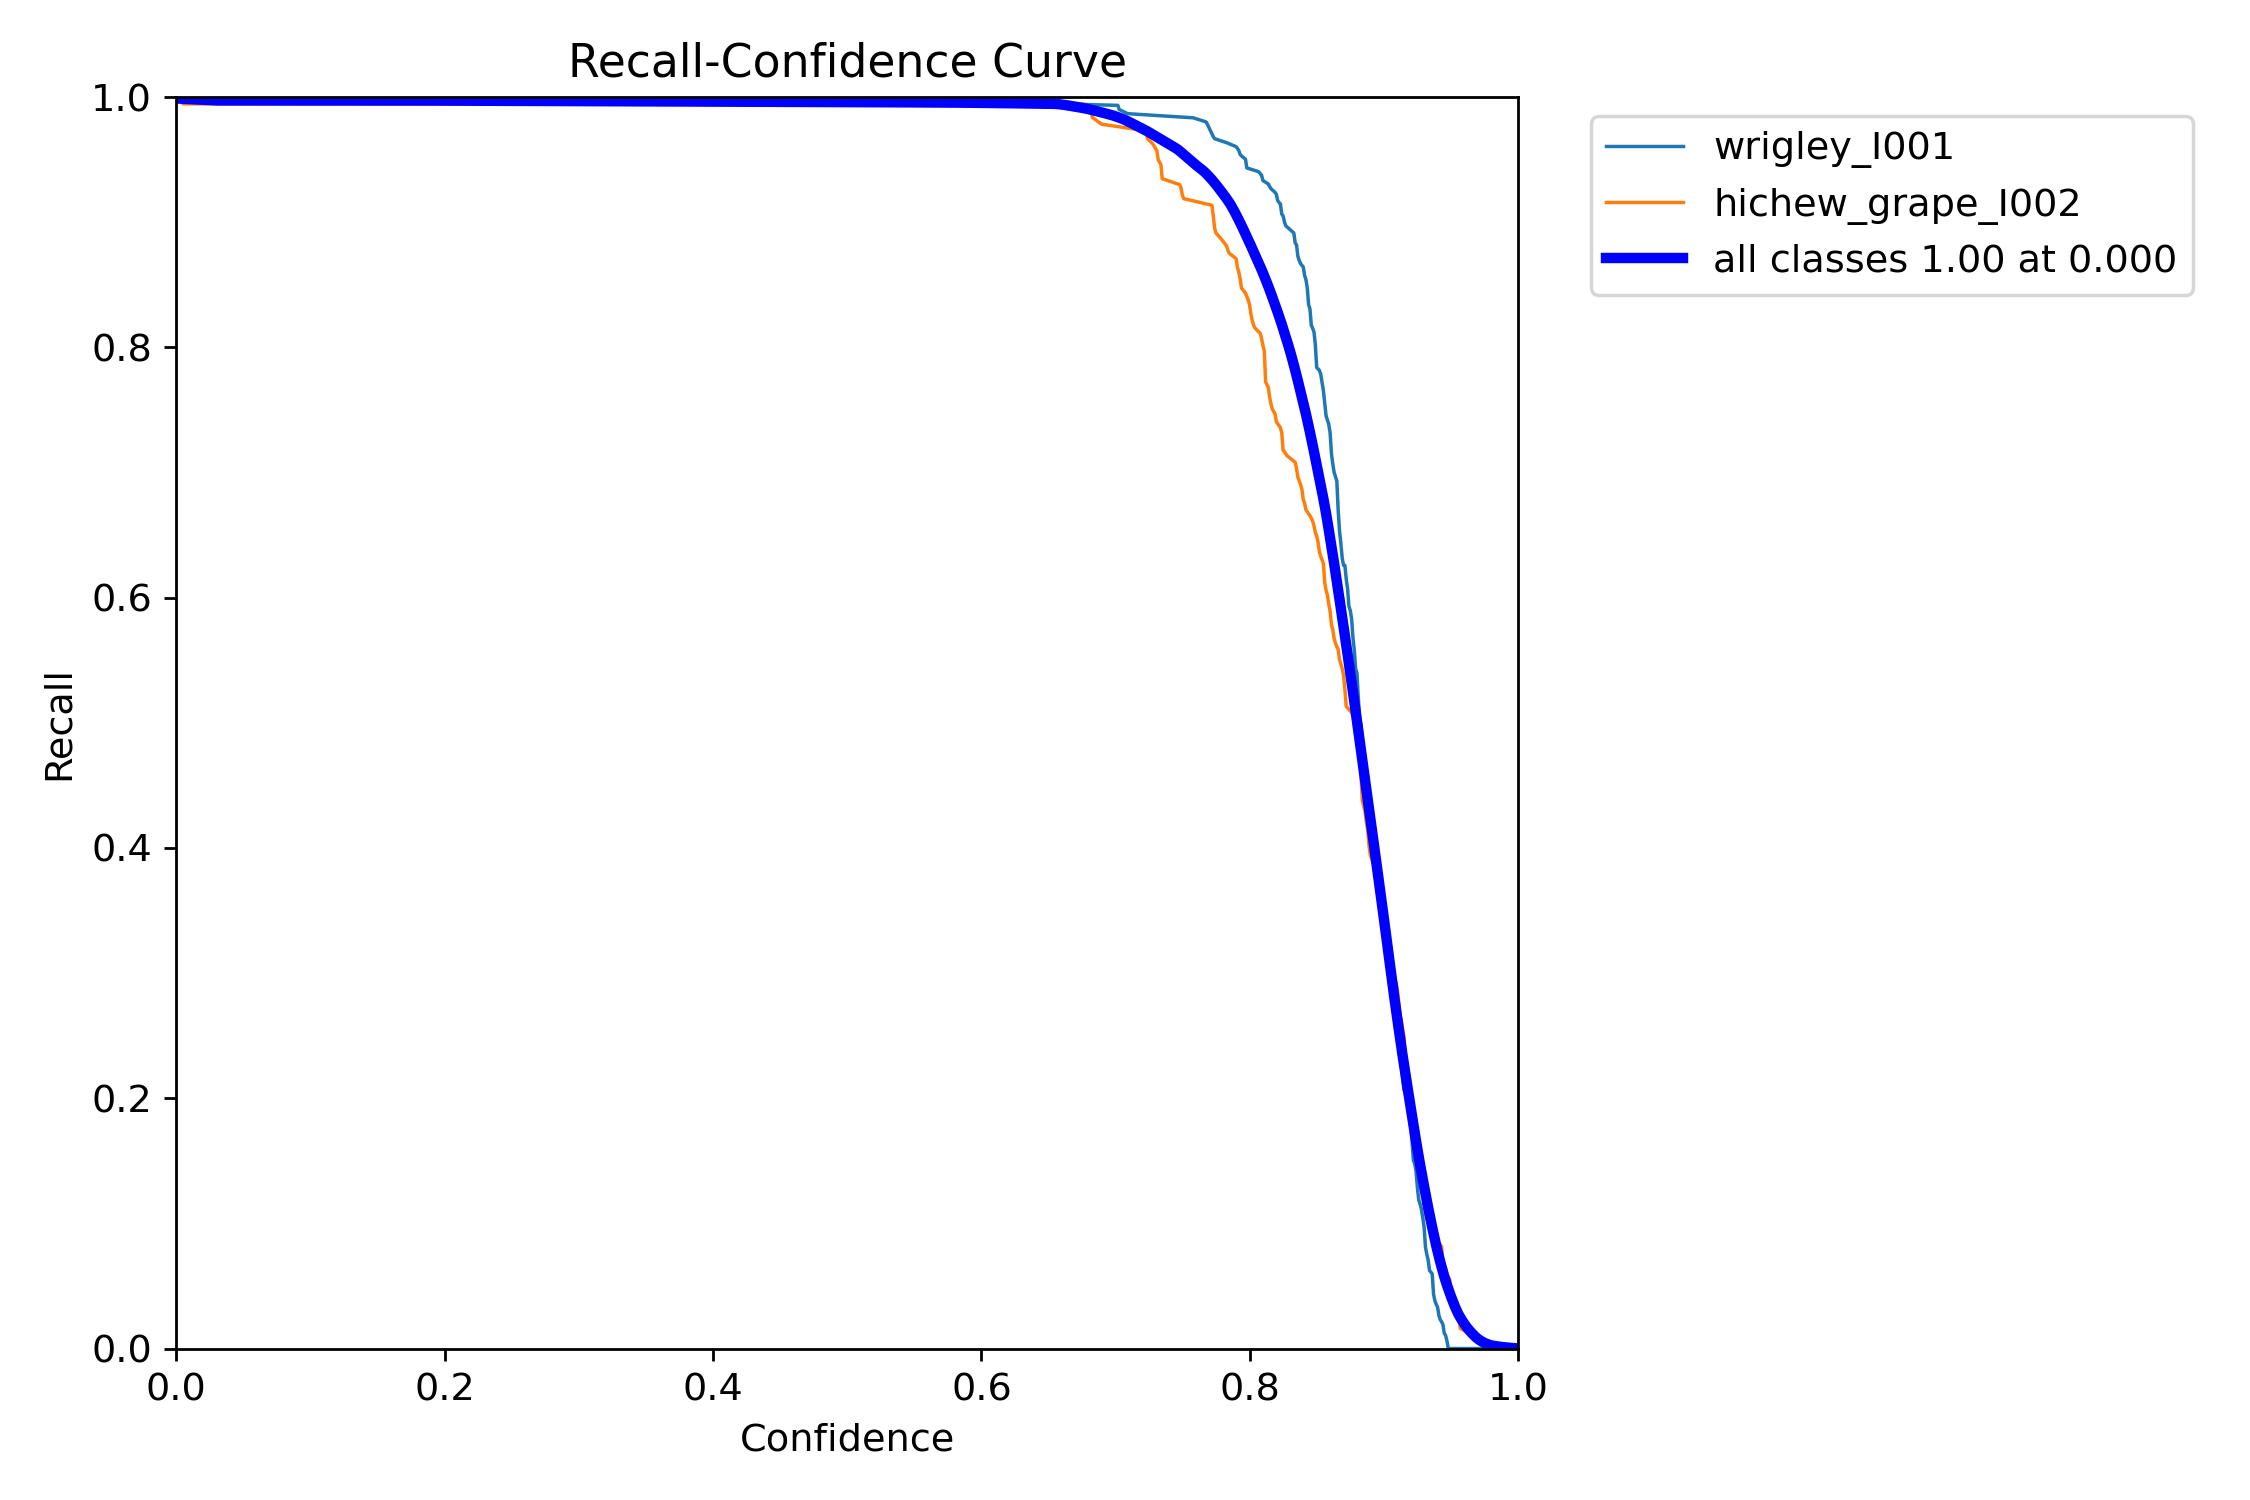 Recall-Confidence Curve
1.0
0.8
0.6
0.4
0.2
0.0
Recall
0.0 0.2 0.4 0.6 0.8 1.0
Confidence
wrigley_I001
hichew_grape_I002
all classes 1.00 at 0.000